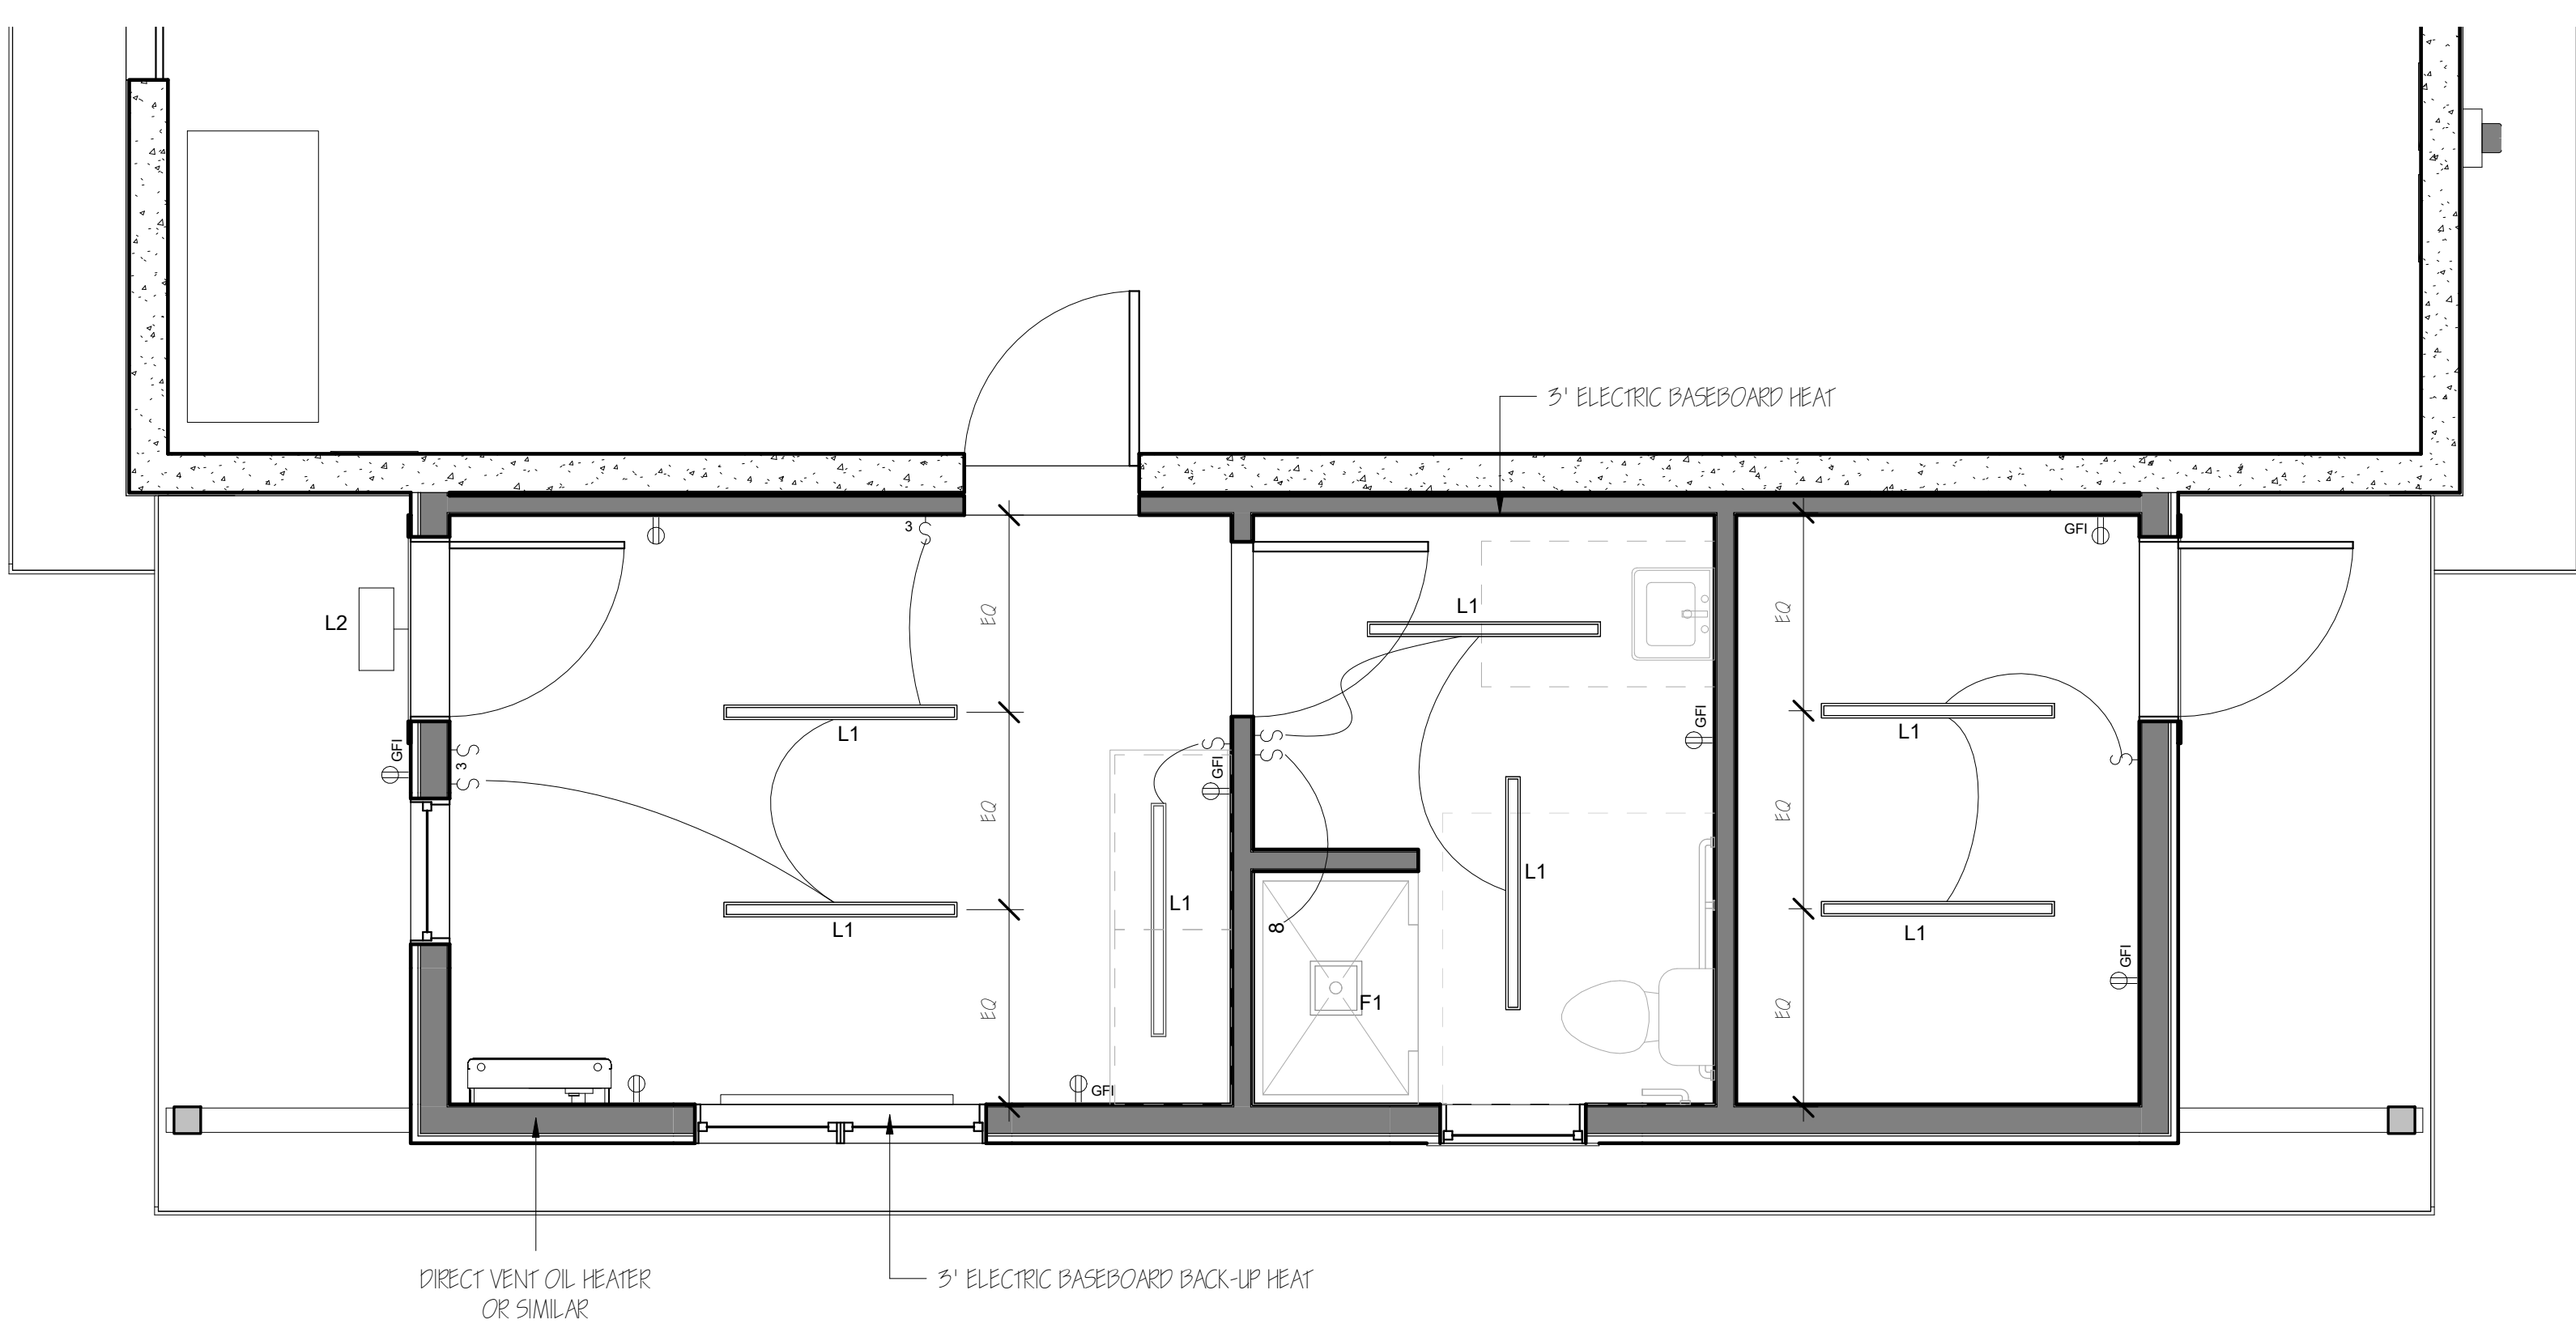 3' ELECTRIC BASEBOARD HEAT
3
S
GFI
L1
EQ
EQ
L2
L1
GFI
L1
L1
GFI
S
3
S
S
GFI
S
S
EQ
EQ
L1
L1
L1
L1
8
GFI
F1
EQ
EQ
GFI
DIRECT VENT OIL HEATER
OR SIMILAR
3' ELECTRIC BASEBOARD BACK-UP HEAT
S